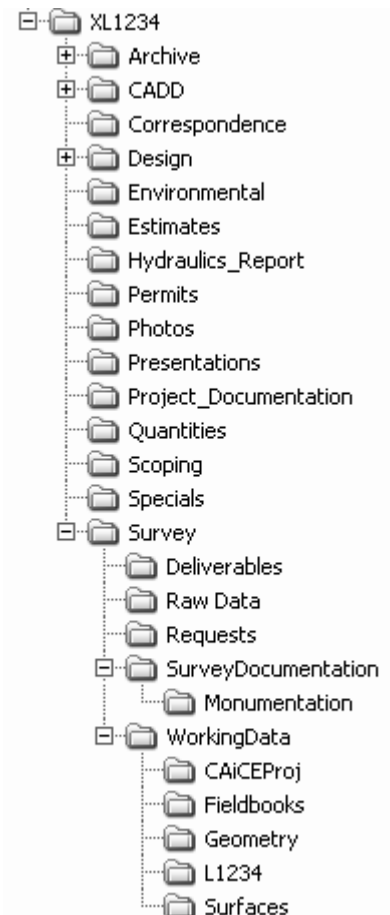 XL1234
Archive
CADD
Correspondence
Design
Environmental
Estimates
Hydraulics_Report
Permits
Photos
Presentations
Project_Documentation
Quantities
Scoping
Specials
Survey
Deliverables
Raw Data
Requests
SurveyDocumentation
Monumentation
WorkingData
CAiCEProj
Fieldbooks
Geometry
L1234
Surfaces